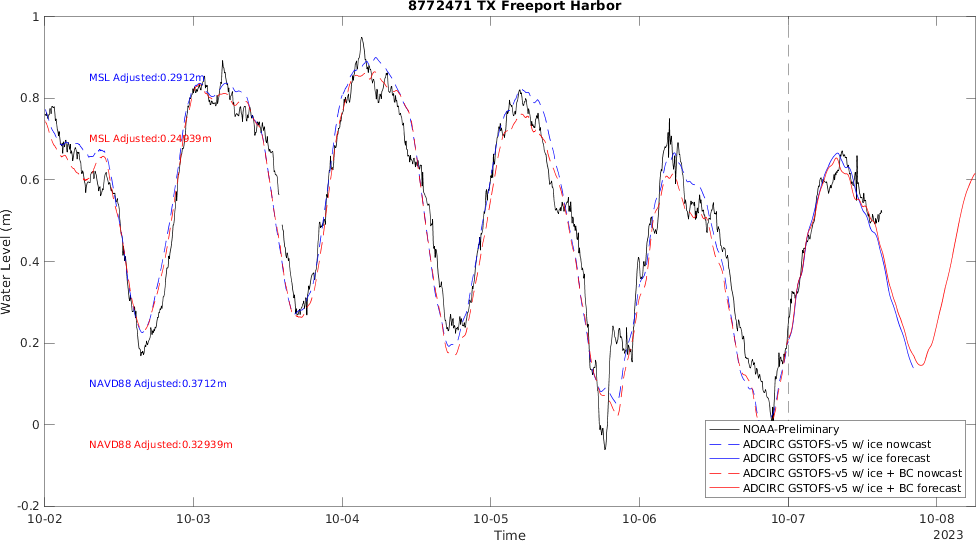 8772471 TX Freeport Harbor
1
0.8
0.6
0.4
0.2
0
-0.2
Water Level (m)
MSL Adjusted:0.2912m
MSL Adjusted:0.24939m
NAVD88 Adjusted:0.3712m
NAVD88 Adjusted:0.32939m
NOAA-Preliminary
ADCIRC GSTOFS-v5 w/ ice nowcast
ADCIRC GSTOFS-v5 w/ ice forecast
ADCIRC GSTOFS-v5 w/ ice + BC nowcast
ADCIRC GSTOFS-v5 w/ ice + BC forecast
10-02 10-03 10-04 10-05 10-06 10-07 10-08
Time
2023